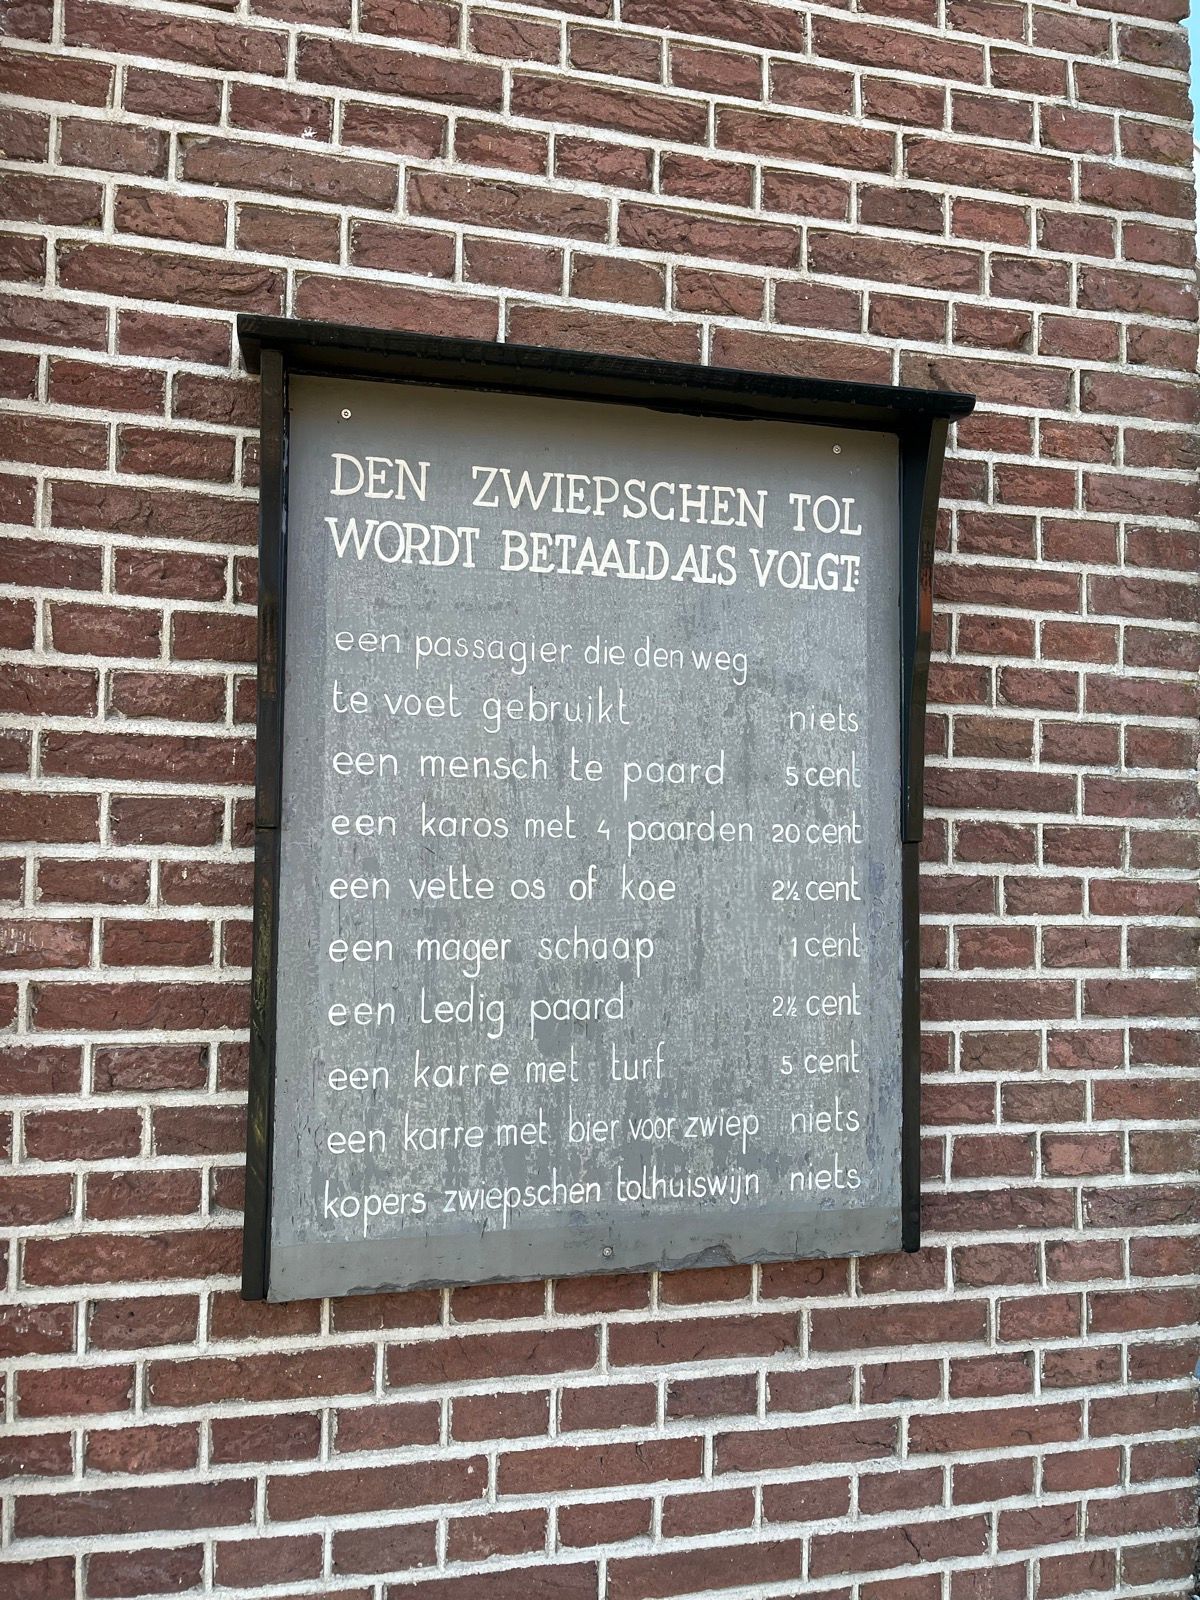 DEN ZWIEPSCHEN TOL
WORDT BETAALD ALS VOLGT:
een passagier die den weg
te voet gebruikt niets
een mensch te paard 5 cent
een karos met 4 paarden 20 cent
een vette os of koe 2½ cent
een mager schaap 1 cent
een ledig paard 2½ cent
een karre met turf 5 cent
een karre met bier voor zwiep niets
kopers zwiepschen tolhuiswijn niets